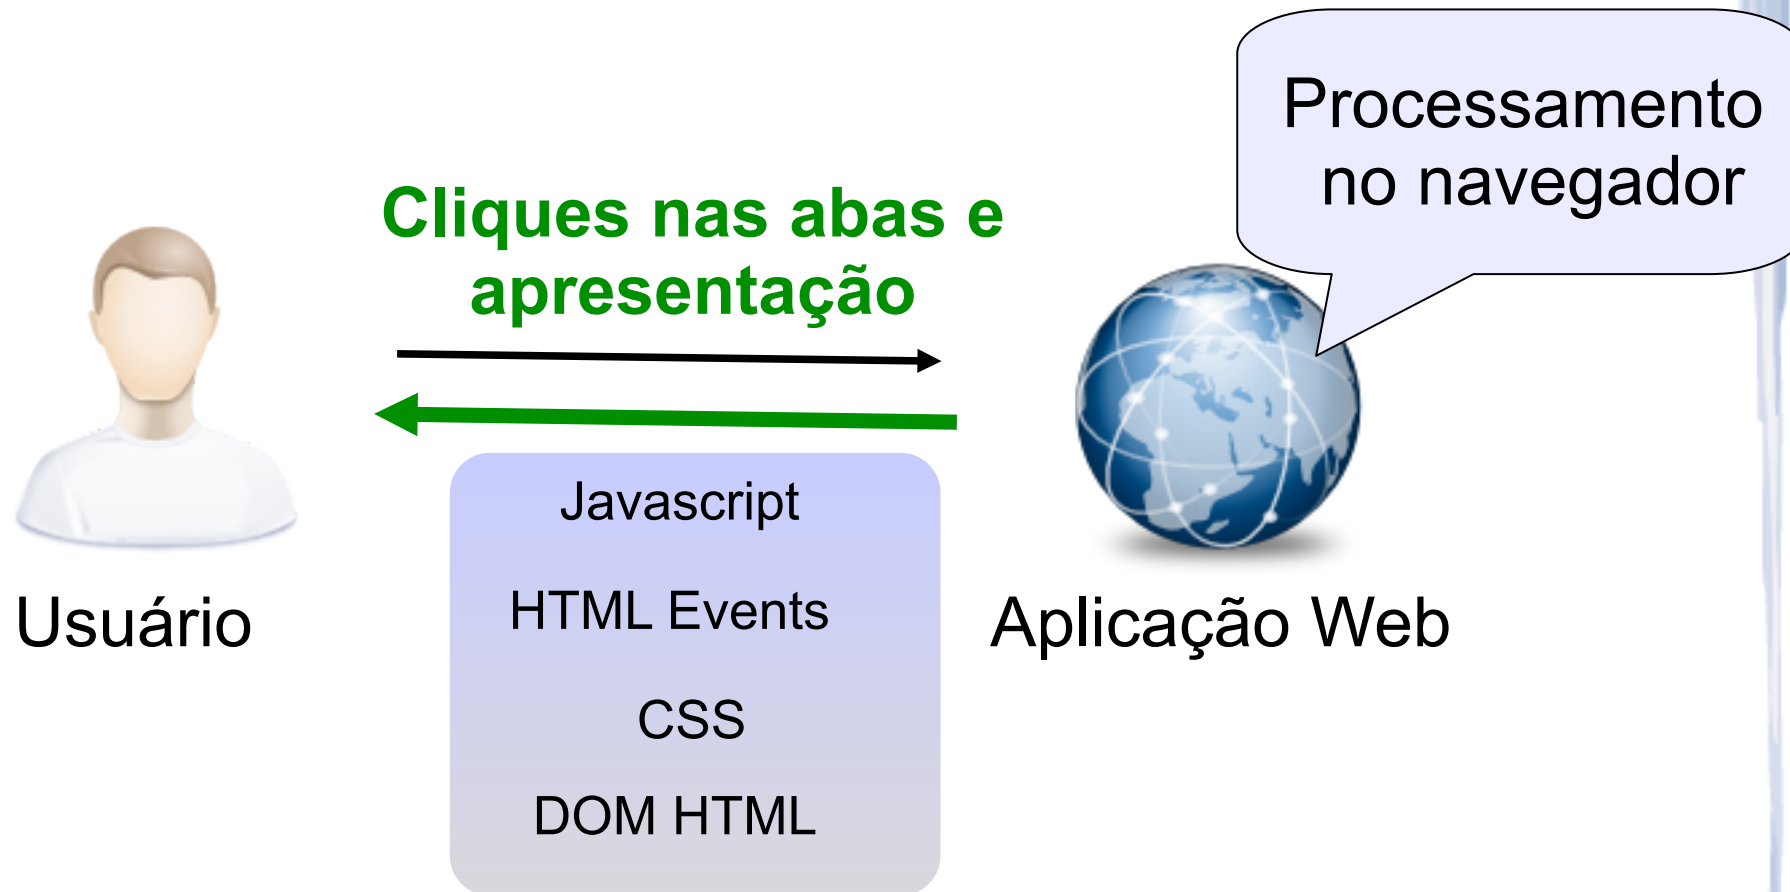 Processamento
no navegador
Cliques nas abas e
apresentação
Javascript
HTML Events
CSS
DOM HTML
Usuário
Aplicação Web